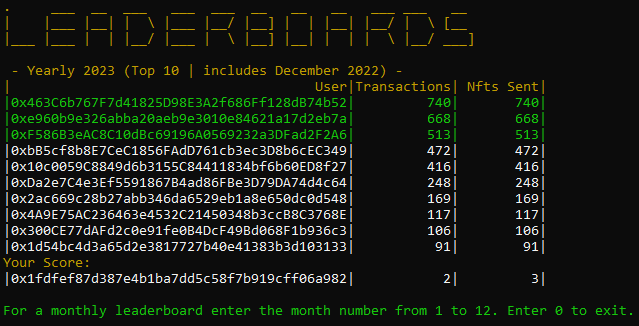 LEADERBOARDS
- Yearly 2023 (Top 10 | includes December 2022) -
| User|Transactions| Nfts Sent|
|0x463C6b767F7d41825D98E3A2f686Ff128dB74b52| 740| 740|
|0xe960b9e326abba20aeb9e3010e84621a17d2eb7a| 668| 668|
|0xF586B3eAC8C10dBc69196A0569232a3DFad2F2A6| 513| 513|
|0xbB5cf8b8E7CeC1856FAdD761cb3ec3D8b6cEC349| 472| 472|
|0x10c0059C8849d6b3155C84411834bf6b60ED8f27| 416| 416|
|0xDa2e7C4e3Ef5591867B4ad86FBe3D79DA74d4c64| 248| 248|
|0x2ac669c28b27abb346da6529eb1a8e650dc0d548| 169| 169|
|0x4A9E75AC236463e4532C21450348b3ccB8C3768E| 117| 117|
|0x300CE77dAFd2c0e91fe0B4DcF49Bd068F1b936c3| 106| 106|
|0x1d54bc4d3a65d2e3817727b40e41383b3d103133| 91| 91|
Your Score:
|0x1fdfef87d387e4b1ba7dd5c58f7b919cff06a982| 2| 3|
For a monthly leaderboard enter the month number from 1 to 12. Enter 0 to exit.